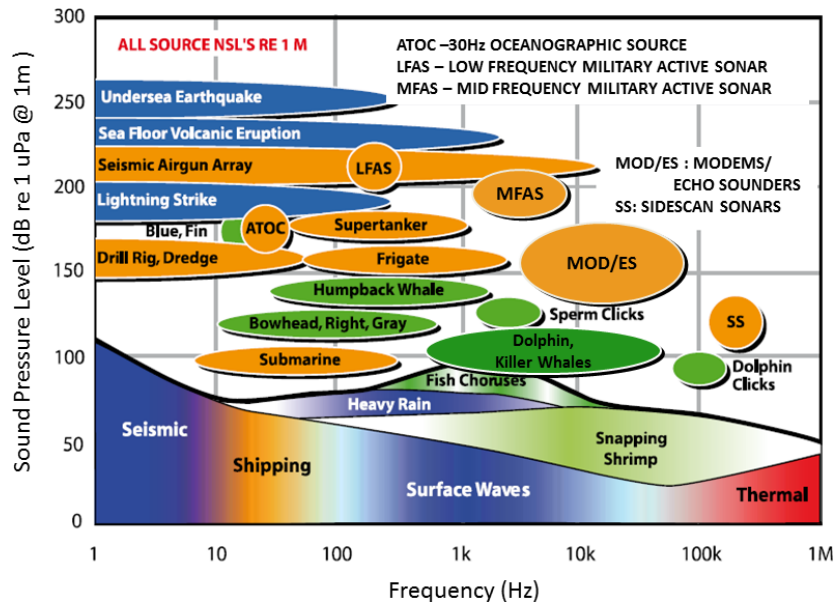 300
ALL SOURCE NSL'S RE 1 M
ATOC –30Hz OCEANOGRAPHIC SOURCE
LFAS – LOW FREQUENCY MILITARY ACTIVE SONAR
MFAS – MID FREQUENCY MILITARY ACTIVE SONAR
250
Undersea Earthquake
Sea Floor Volcanic Eruption
Seismic Airgun Array
LFAS
MOD/ES : MODEMS/
ECHO SOUNDERS
SS: SIDESCAN SONARS
200
Lightning Strike
MFAS
Blue, Fin
ATOC
Supertanker
150
Drill Rig, Dredge
Frigate
MOD/ES
Humpback Whale
Sperm Clicks
Bowhead, Right, Gray
SS
100
Submarine
Dolphin,
Killer Whales
Dolphin
Clicks
Fish Choruses
Heavy Rain
50
Seismic
Shipping
Surface Waves
Snapping
Shrimp
Thermal
0
1 10 100 1k 10k 100k 1M
Frequency (Hz)
Sound Pressure Level (dB re 1 uPa @ 1m)